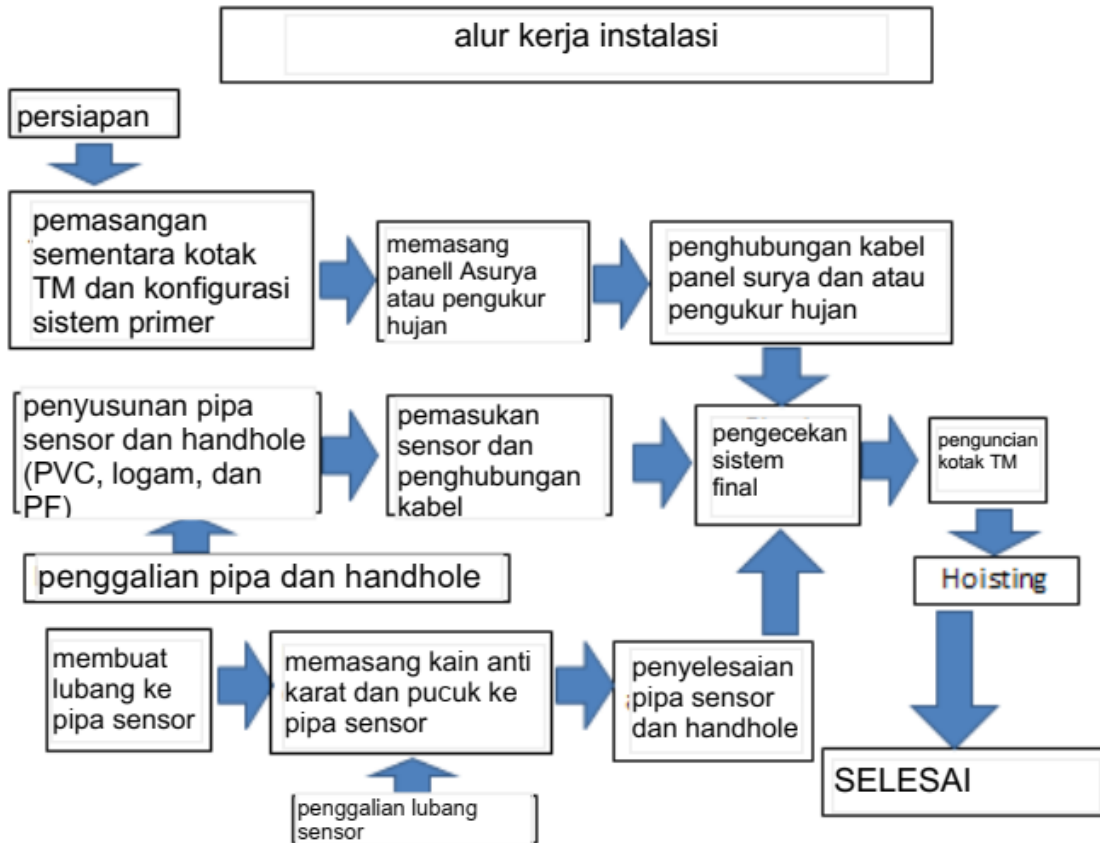 alur kerja instalasi
persiapan
pemasangan
sementara kotak
TM dan konfigurasi
sistem primer
memasang
panell Asurya
atau pengukur
hujan
penghubungan kabel
panel surya dan atau
pengukur hujan
penyusunan pipa
sensor dan handhole
(PVC, logam, dan
PF)
pemasukan
sensor dan
penghubungan
kabel
pengecekan
sistem
final
penguncian
kotak TM
penggalian pipa dan handhole
Hoisting
membuat
lubang ke
pipa sensor
memasang kain anti
karat dan pucuk ke
pipa sensor
penyelesaian
pipa sensor
dan handhole
SELESAI
penggalian lubang
sensor